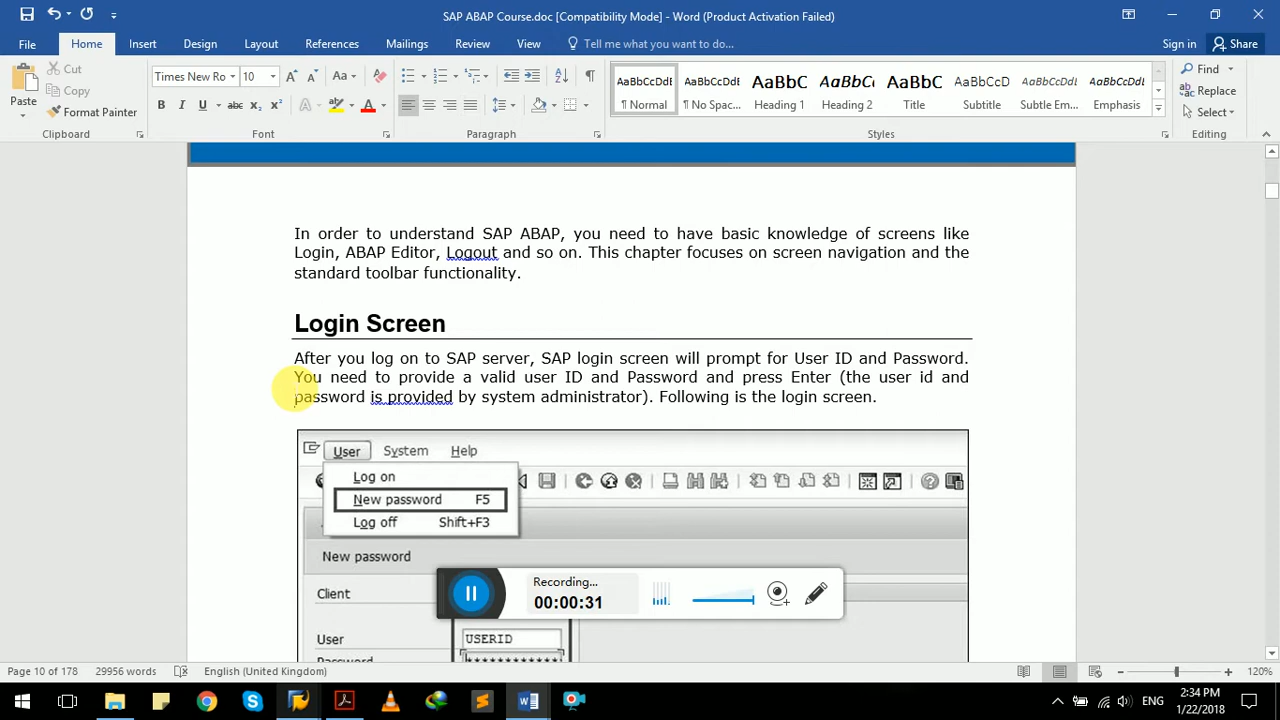 SAP ABAP Course.doc [Compatibility Mode] - Word (Product Activation Failed)
File Home Insert Design Layout References Mailings Review View Tell me what you want to do... Sign in Share
Paste
Cut
Copy
Format Painter
Clipboard
Times New Ro 10
B I U abc X₂ X²
Font
Paragraph
AaBbCcDdE AaBbCcDdE AaBbC AaBbCc AaBbC AaBbCcD AaBbCcDd AaBbCcDd
¶ Normal ¶ No Spac... Heading 1 Heading 2 Title Subtitle Subtle Em... Emphasis
Styles
Find
Replace
Select
Editing
In order to understand SAP ABAP, you need to have basic knowledge of screens like
Login, ABAP Editor, Logout and so on. This chapter focuses on screen navigation and the
standard toolbar functionality.
Login Screen
After you log on to SAP server, SAP login screen will prompt for User ID and Password.
You need to provide a valid user ID and Password and press Enter (the user id and
password is provided by system administrator). Following is the login screen.
User System Help
Log on
New password F5
Log off Shift+F3
New password
Client
User USERID
Password ************
Recording...
00:00:31
Page 10 of 178 29956 words English (United Kingdom) 120%
ENG
2:34 PM
1/22/2018